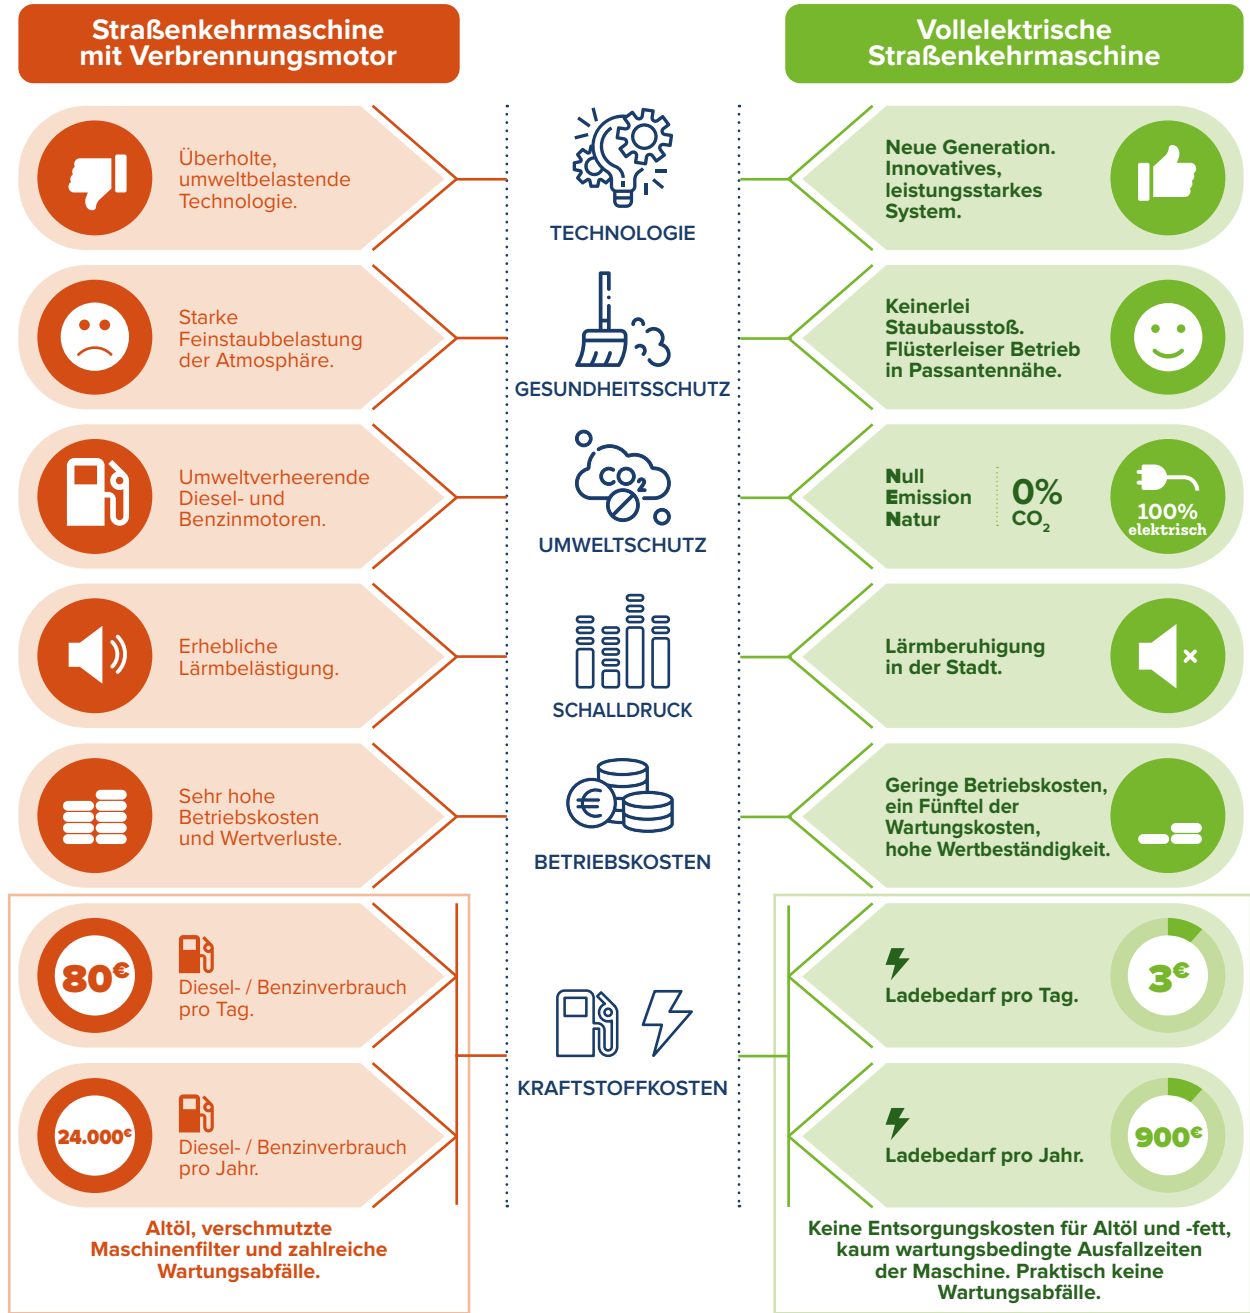 Straßenkehrmaschine
mit Verbrennungsmotor
Vollelektrische
Straßenkehrmaschine
Überholte,
umweltbelastende
Technologie.
TECHNOLOGIE
Neue Generation.
Innovatives,
leistungsstarkes
System.
Starke
Feinstaubbelastung
der Atmosphäre.
GESUNDHEITSSCHUTZ
Keinerlei
Staubausstoß.
Flüsterleiser Betrieb
in Passantennähe.
Umweltverheerende
Diesel- und
Benzinmotoren.
CO₂
UMWELTSCHUTZ
Null
Emission
Natur
0%
CO₂
100%
elektrisch
Erhebliche
Lärmbelästigung.
SCHALLDRUCK
Lärmberuhigung
in der Stadt.
Sehr hohe
Betriebskosten
und Wertverluste.
€
BETRIEBSKOSTEN
Geringe Betriebskosten,
ein Fünftel der
Wartungskosten,
hohe Wertbeständigkeit.
80€
Diesel- / Benzinverbrauch
pro Tag.
KRAFTSTOFFKOSTEN
Ladebedarf pro Tag.
3€
24.000€
Diesel- / Benzinverbrauch
pro Jahr.
Ladebedarf pro Jahr.
900€
Altöl, verschmutzte
Maschinenfilter und zahlreiche
Wartungsabfälle.
Keine Entsorgungskosten für Altöl und -fett,
kaum wartungsbedingte Ausfallzeiten
der Maschine. Praktisch keine
Wartungsabfälle.